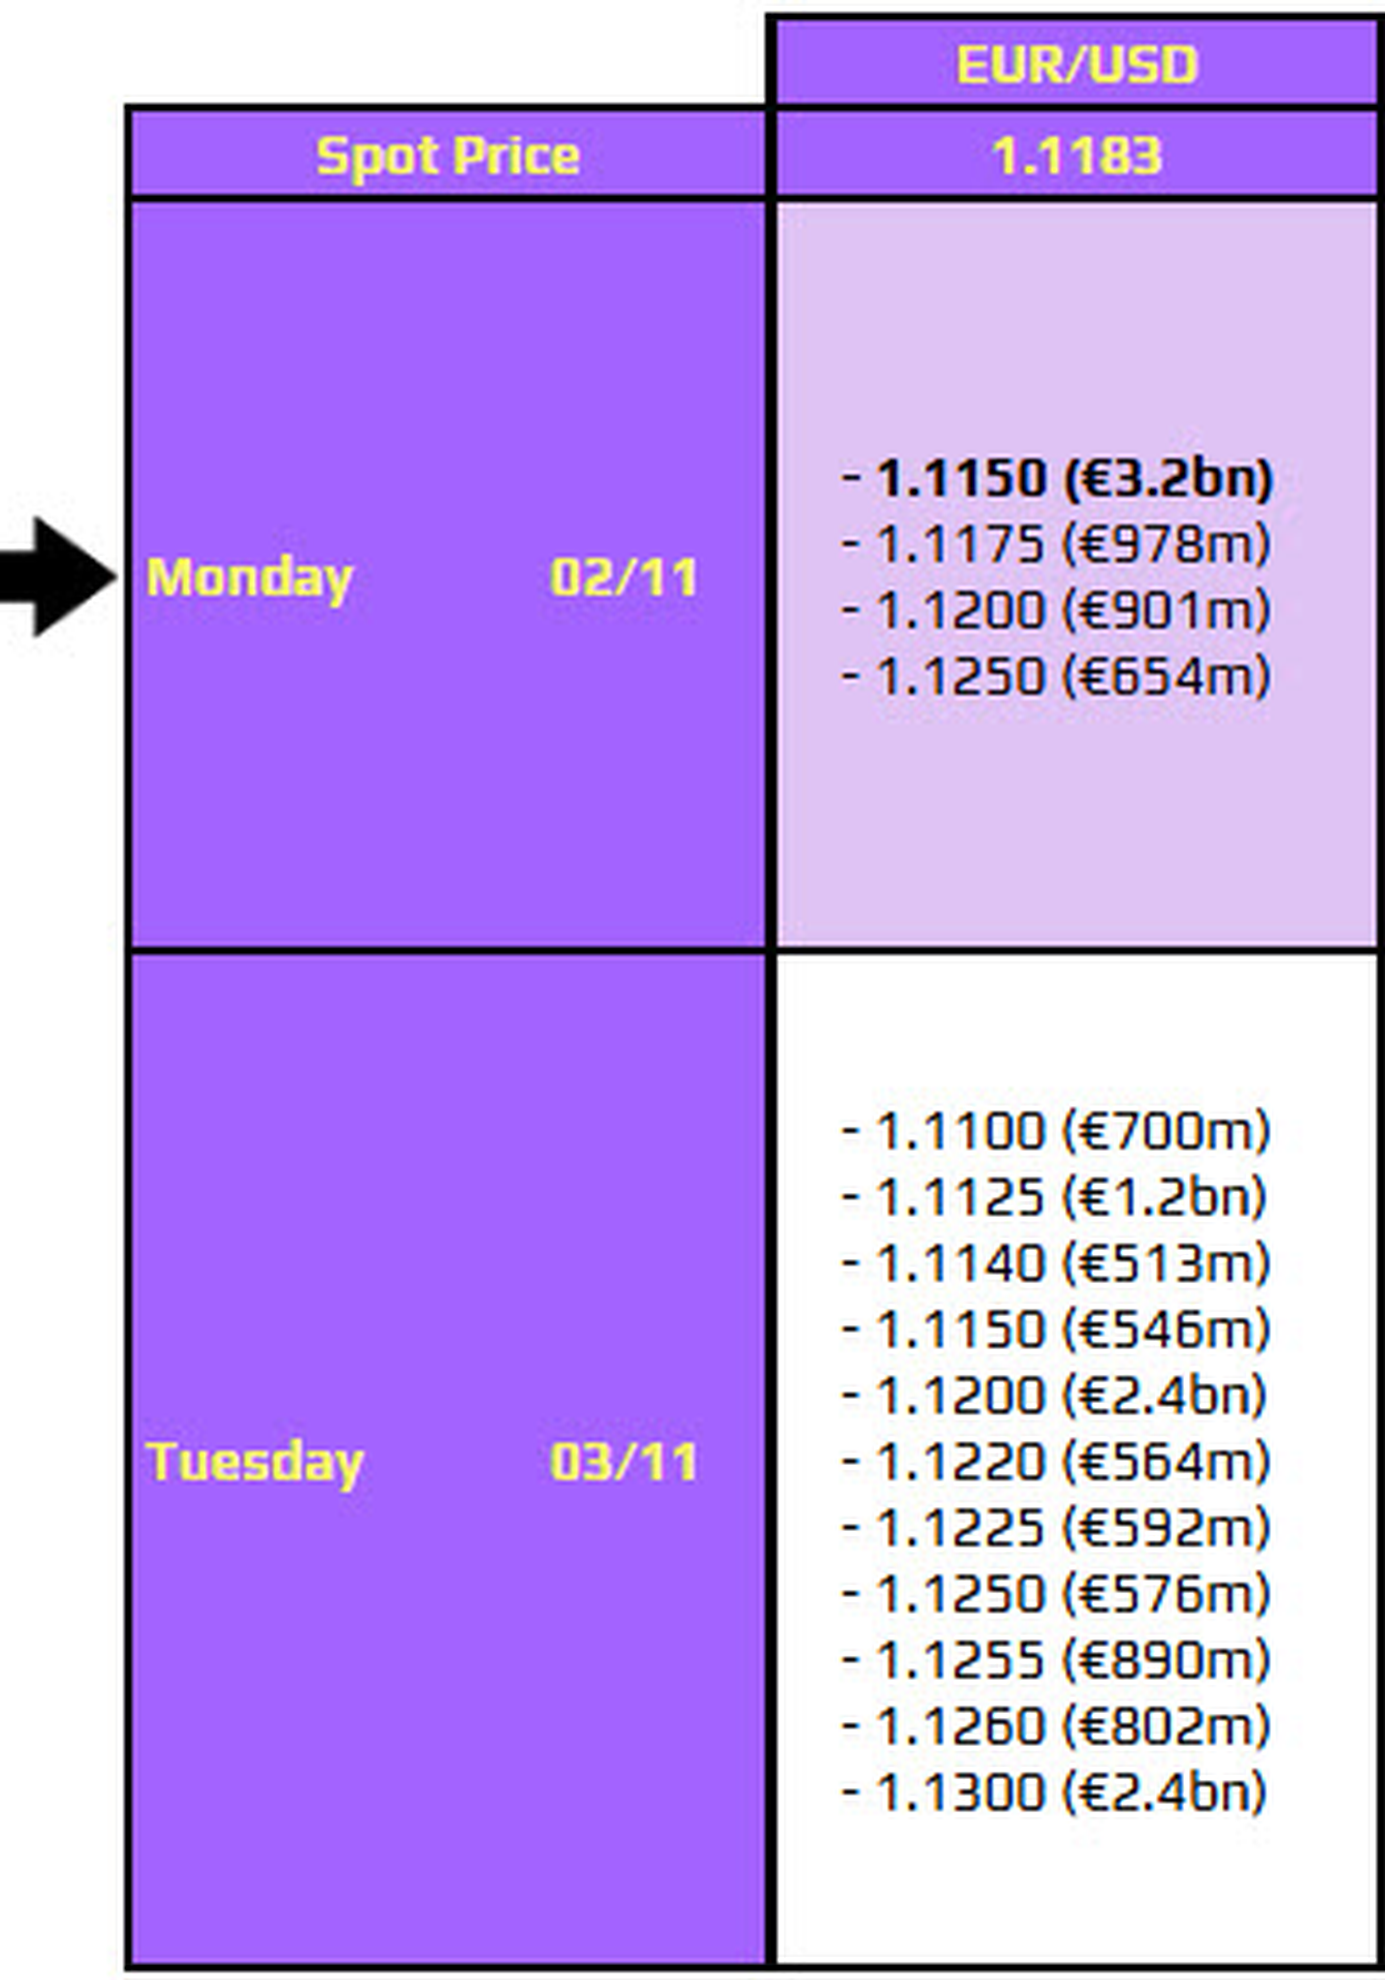 EUR/USD
Spot Price 1.1183
Monday 02/11
- 1.1150 (€3.2bn)
- 1.1175 (€978m)
- 1.1200 (€901m)
- 1.1250 (€654m)
Tuesday 03/11
- 1.1100 (€700m)
- 1.1125 (€1.2bn)
- 1.1140 (€513m)
- 1.1150 (€546m)
- 1.1200 (€2.4bn)
- 1.1220 (€564m)
- 1.1225 (€592m)
- 1.1250 (€576m)
- 1.1255 (€890m)
- 1.1260 (€802m)
- 1.1300 (€2.4bn)